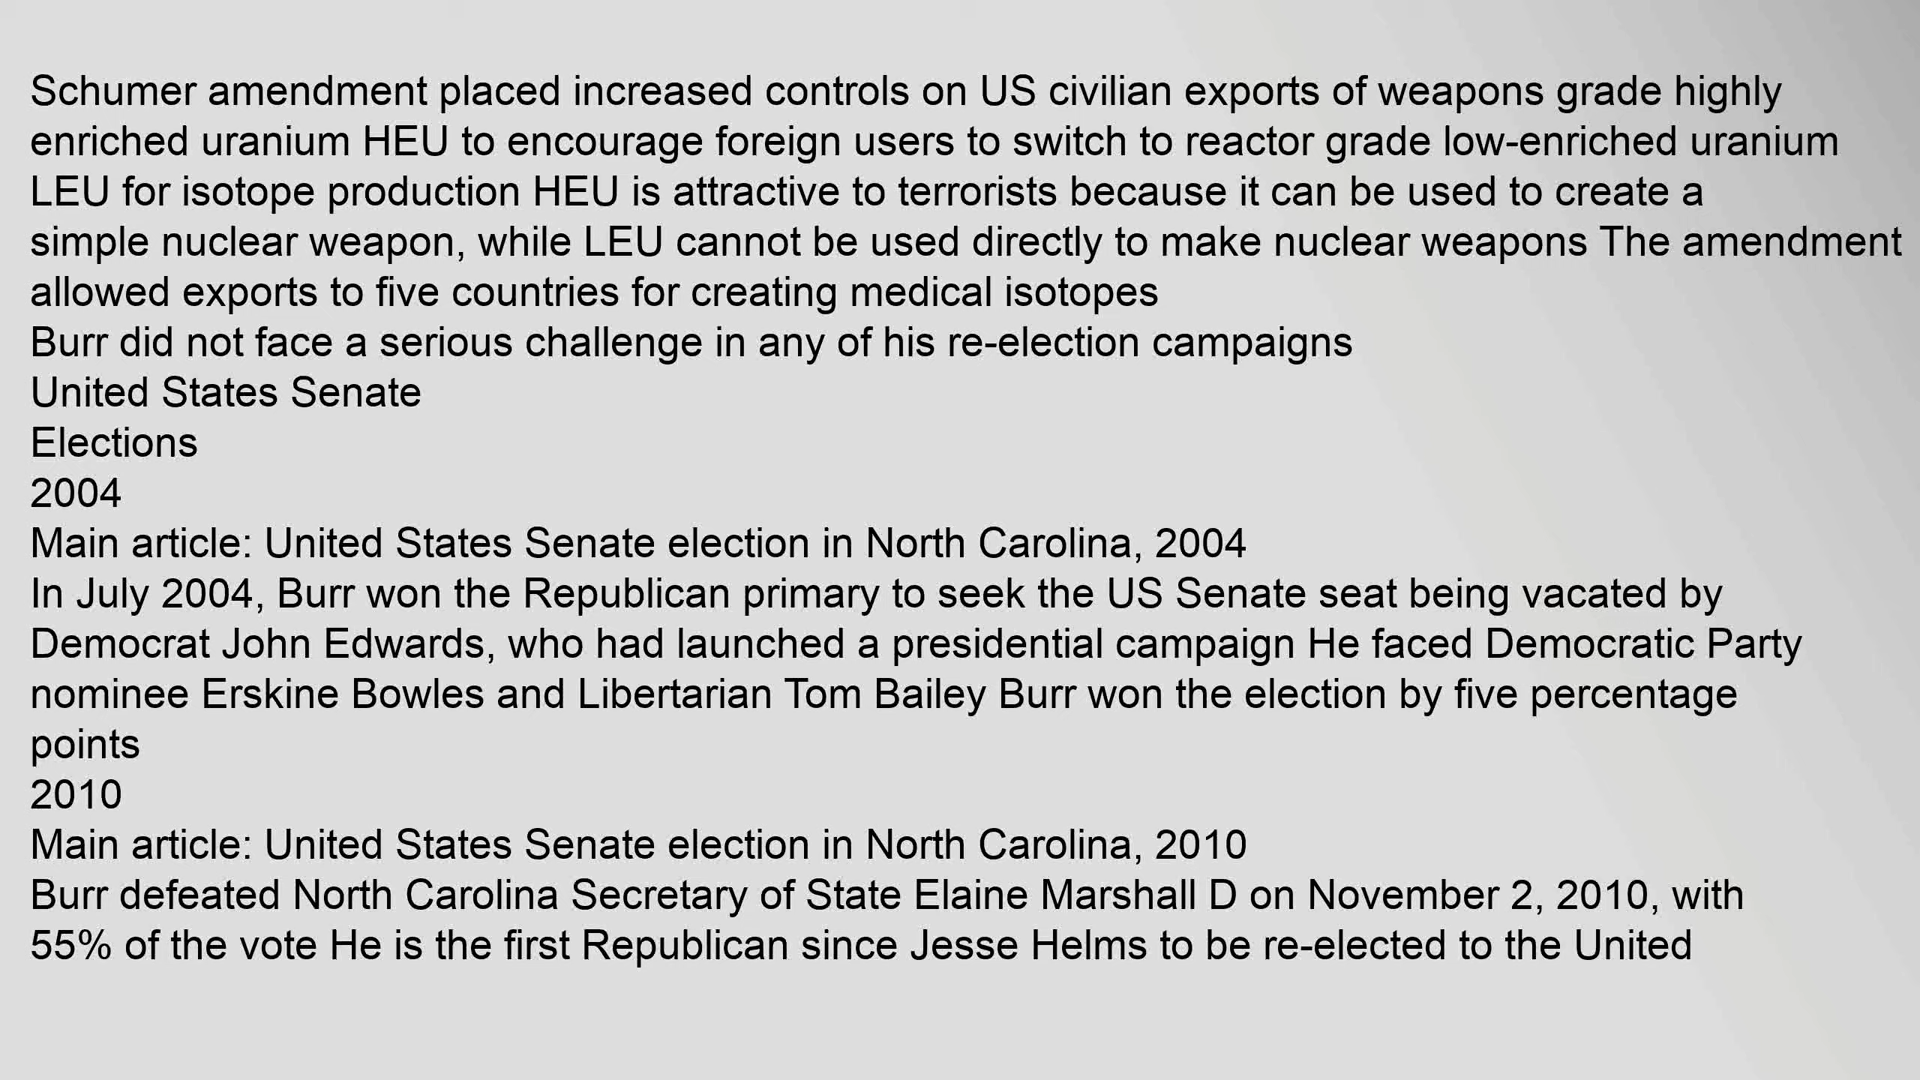 Schumer amendment placed increased controls on US civilian exports of weapons grade highly
enriched uranium HEU to encourage foreign users to switch to reactor grade low-enriched uranium
LEU for isotope production HEU is attractive to terrorists because it can be used to create a
simple nuclear weapon, while LEU cannot be used directly to make nuclear weapons The amendment
allowed exports to five countries for creating medical isotopes
Burr did not face a serious challenge in any of his re-election campaigns
United States Senate
Elections
2004
Main article: United States Senate election in North Carolina, 2004
In July 2004, Burr won the Republican primary to seek the US Senate seat being vacated by
Democrat John Edwards, who had launched a presidential campaign He faced Democratic Party
nominee Erskine Bowles and Libertarian Tom Bailey Burr won the election by five percentage
points
2010
Main article: United States Senate election in North Carolina, 2010
Burr defeated North Carolina Secretary of State Elaine Marshall D on November 2, 2010, with
55% of the vote He is the first Republican since Jesse Helms to be re-elected to the United